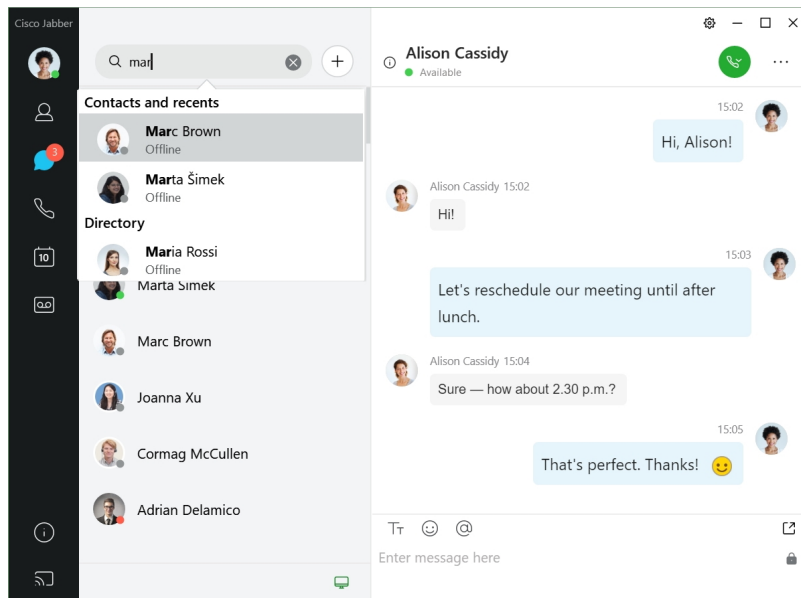 Cisco Jabber
mar
Contacts and recents
Marc Brown
Offline
Marta Šimek
Offline
Directory
Maria Rossi
Offline
Marta Simek
Marc Brown
Joanna Xu
Cormag McCullen
Adrian Delamico
3
10
Alison Cassidy
Available
15:02
Hi, Alison!
Alison Cassidy 15:02
Hi!
15:03
Let's reschedule our meeting until after
lunch.
Alison Cassidy 15:04
Sure — how about 2.30 p.m.?
15:05
That's perfect. Thanks!
Enter message here